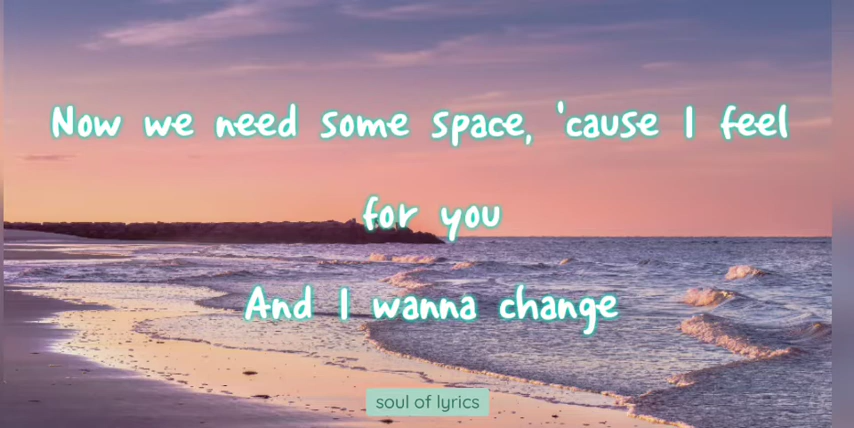 Now we need some space, 'cause I feel
for you
And I wanna change
soul of lyrics